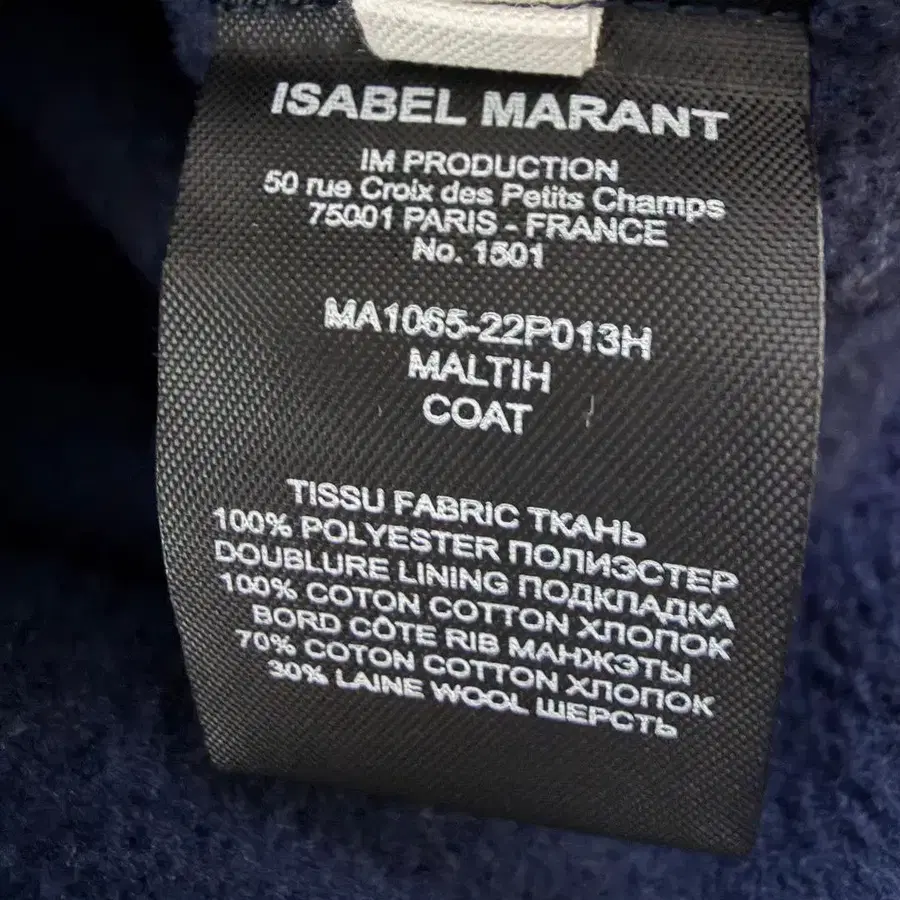 ISABEL MARANT
IM PRODUCTION
50 rue Croix des Petits Champs
75001 PARIS - FRANCE
No. 1501
MA1065-22P013H
MALTIH
COAT
TISSU FABRIC ТКАНЬ
100% POLYESTER ПОЛИЭСТЕР
DOUBLURE LINING ПОДКЛАДКА
100% COTON COTTON ХЛОПОК
BORD CÔTE RIB МАНЖЭТЫ
70% COTON COTTON ХЛОПОК
30% LAINE WOOL ШЕРСТЬ